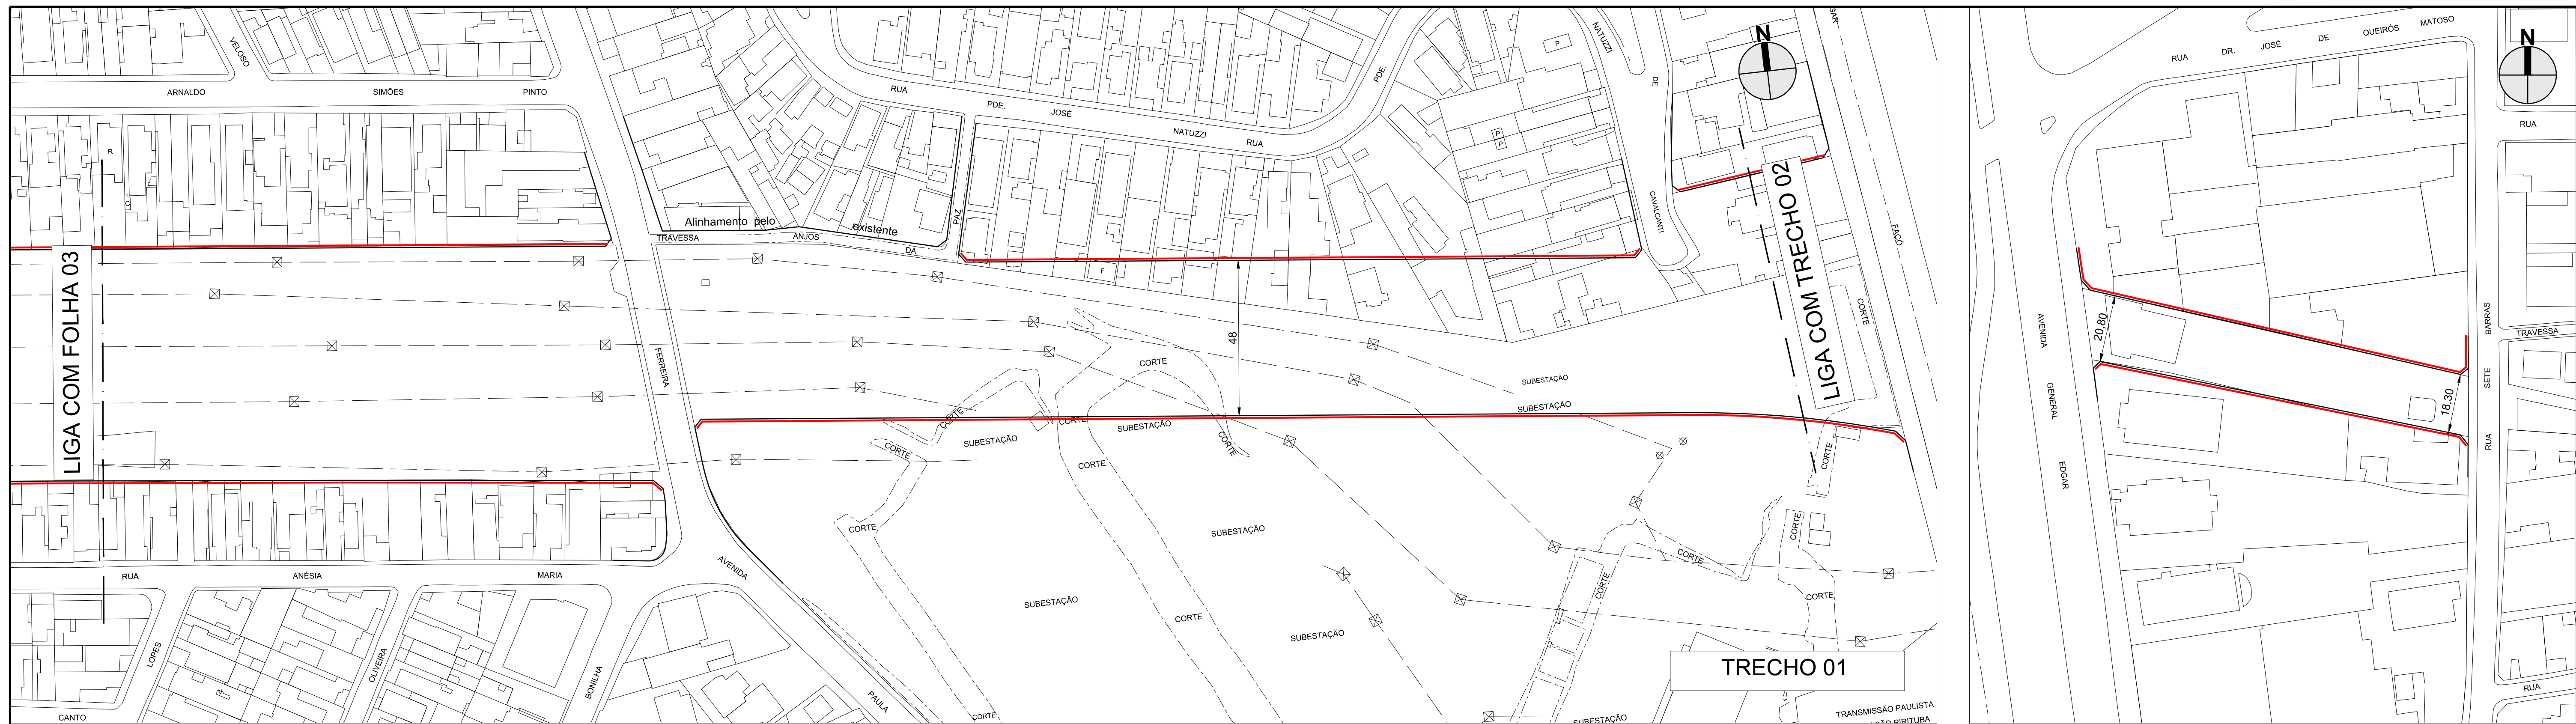 VELOSO
ARNALDO SIMÕES PINTO
LIGA COM FOLHA 03
R
C
Alinhamento pelo existente
TRAVESSA ANJOS DA PAZ
RUA PDE. JOSÉ NATUZZI
RUA PDE.
NATUZZI
P
P
P
F
DE
CAVALCANTI
N
LIGA COM TRECHO 02
FACÓ
CORTE
48
FERREIRA
CORTE
SUBESTAÇÃO
SUBESTAÇÃO
CORTE
CORTE
SUBESTAÇÃO
SUBESTAÇÃO
CORTE
CORTE
CORTE
CORTE
CORTE
SUBESTAÇÃO
CORTE
CORTE
CORTE
CORTE
RUA ANÉSIA MARIA
AVENIDA
SUBESTAÇÃO
CORTE
SUBESTAÇÃO
LOPES
OLIVEIRA
BONILHA
PAULA
CANTO
CORTE
SUBESTAÇÃO
TRECHO 01
TRANSMISSÃO PAULISTA
RUA DR. JOSÉ DE QUEIRÓS MATOSO
N
RUA
AVENIDA GENERAL EDGAR
20,80
18,30
RUA SETE BARRAS
TRAVESSA
RUA